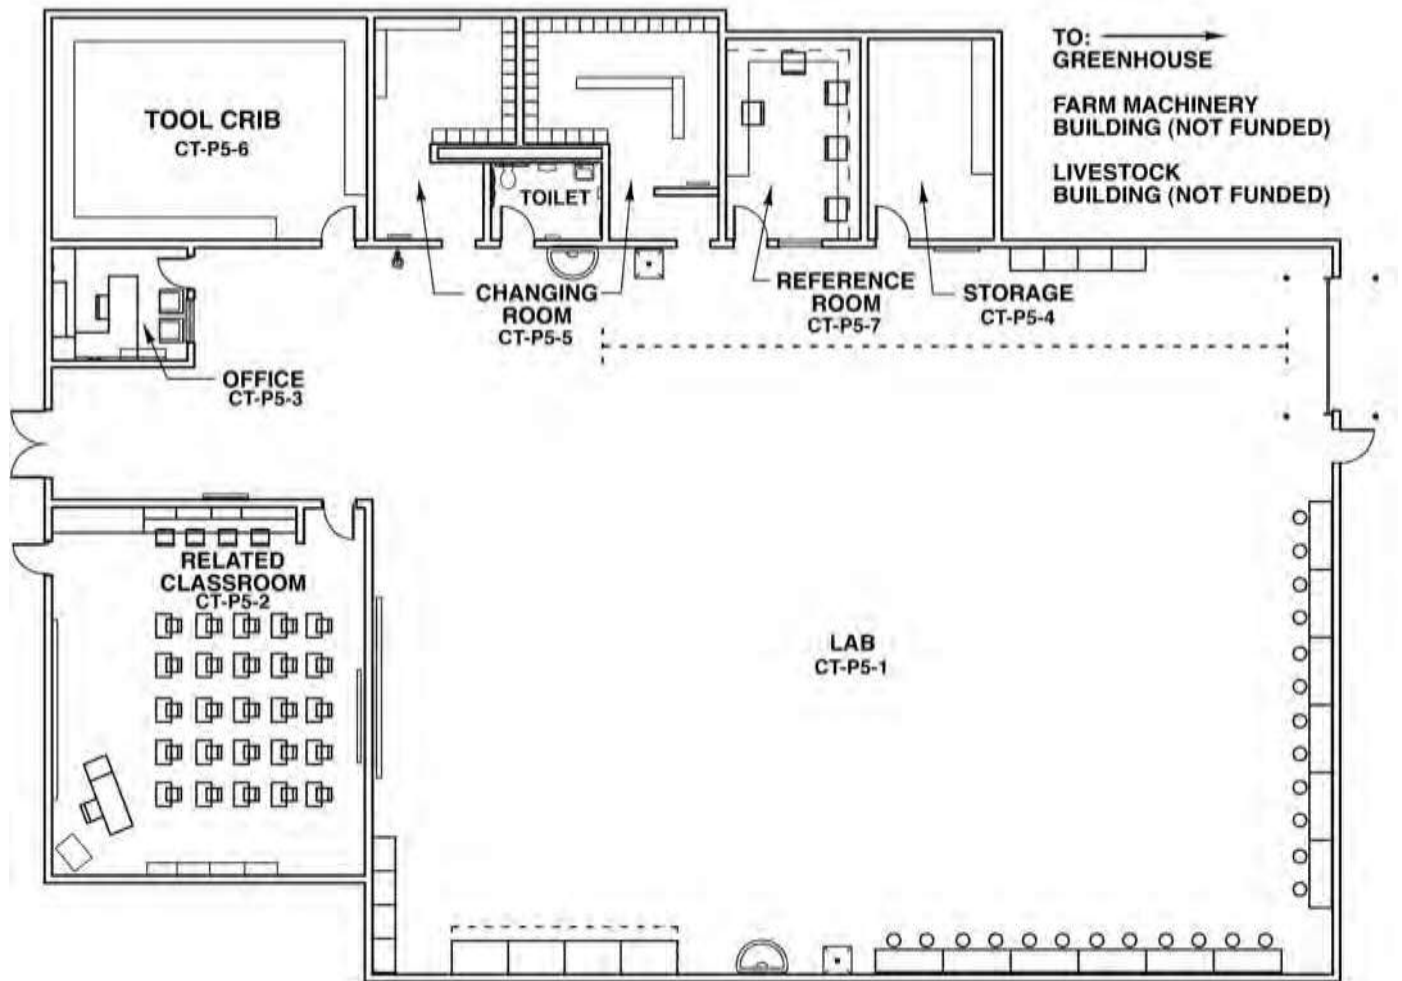 TO:
GREENHOUSE
FARM MACHINERY
BUILDING (NOT FUNDED)
LIVESTOCK
BUILDING (NOT FUNDED)
TOOL CRIB
CT-P5-6
TOILET
CHANGING
ROOM
CT-P5-5
REFERENCE
ROOM
CT-P5-7
STORAGE
CT-P5-4
OFFICE
CT-P5-3
RELATED
CLASSROOM
CT-P5-2
LAB
CT-P5-1